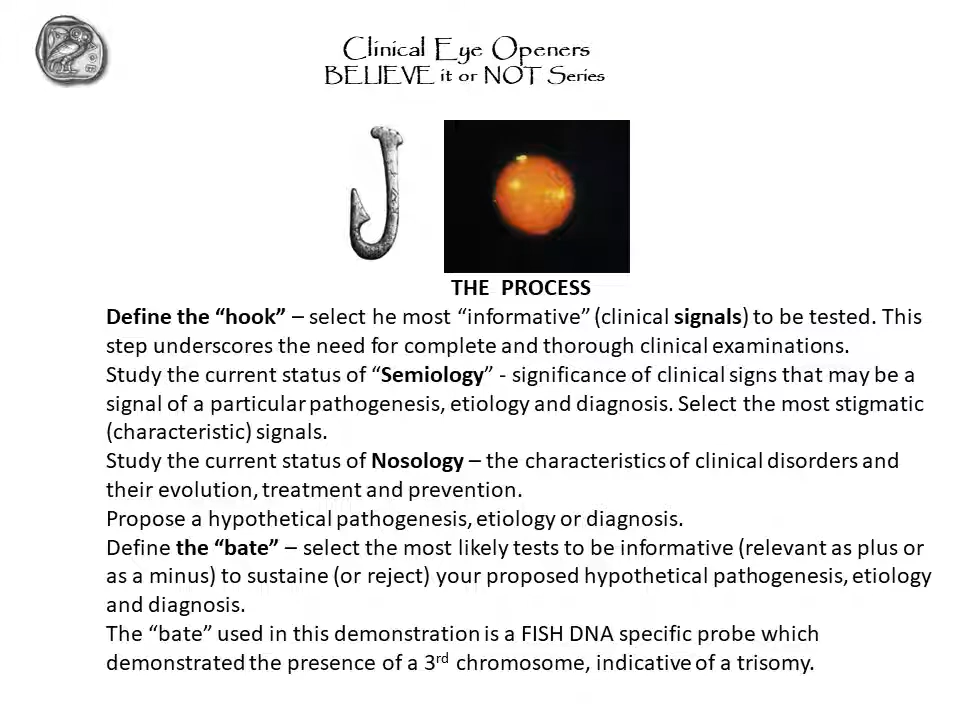 Clinical Eye Openers
BELIEVE it or NOT Series
THE PROCESS
Define the “hook” – select he most “informative” (clinical signals) to be tested. This
step underscores the need for complete and thorough clinical examinations.
Study the current status of “Semiology” - significance of clinical signs that may be a
signal of a particular pathogenesis, etiology and diagnosis. Select the most stigmatic
(characteristic) signals.
Study the current status of Nosology – the characteristics of clinical disorders and
their evolution, treatment and prevention.
Propose a hypothetical pathogenesis, etiology or diagnosis.
Define the “bate” – select the most likely tests to be informative (relevant as plus or
as a minus) to sustaine (or reject) your proposed hypothetical pathogenesis, etiology
and diagnosis.
The “bate” used in this demonstration is a FISH DNA specific probe which
demonstrated the presence of a 3rd chromosome, indicative of a trisomy.